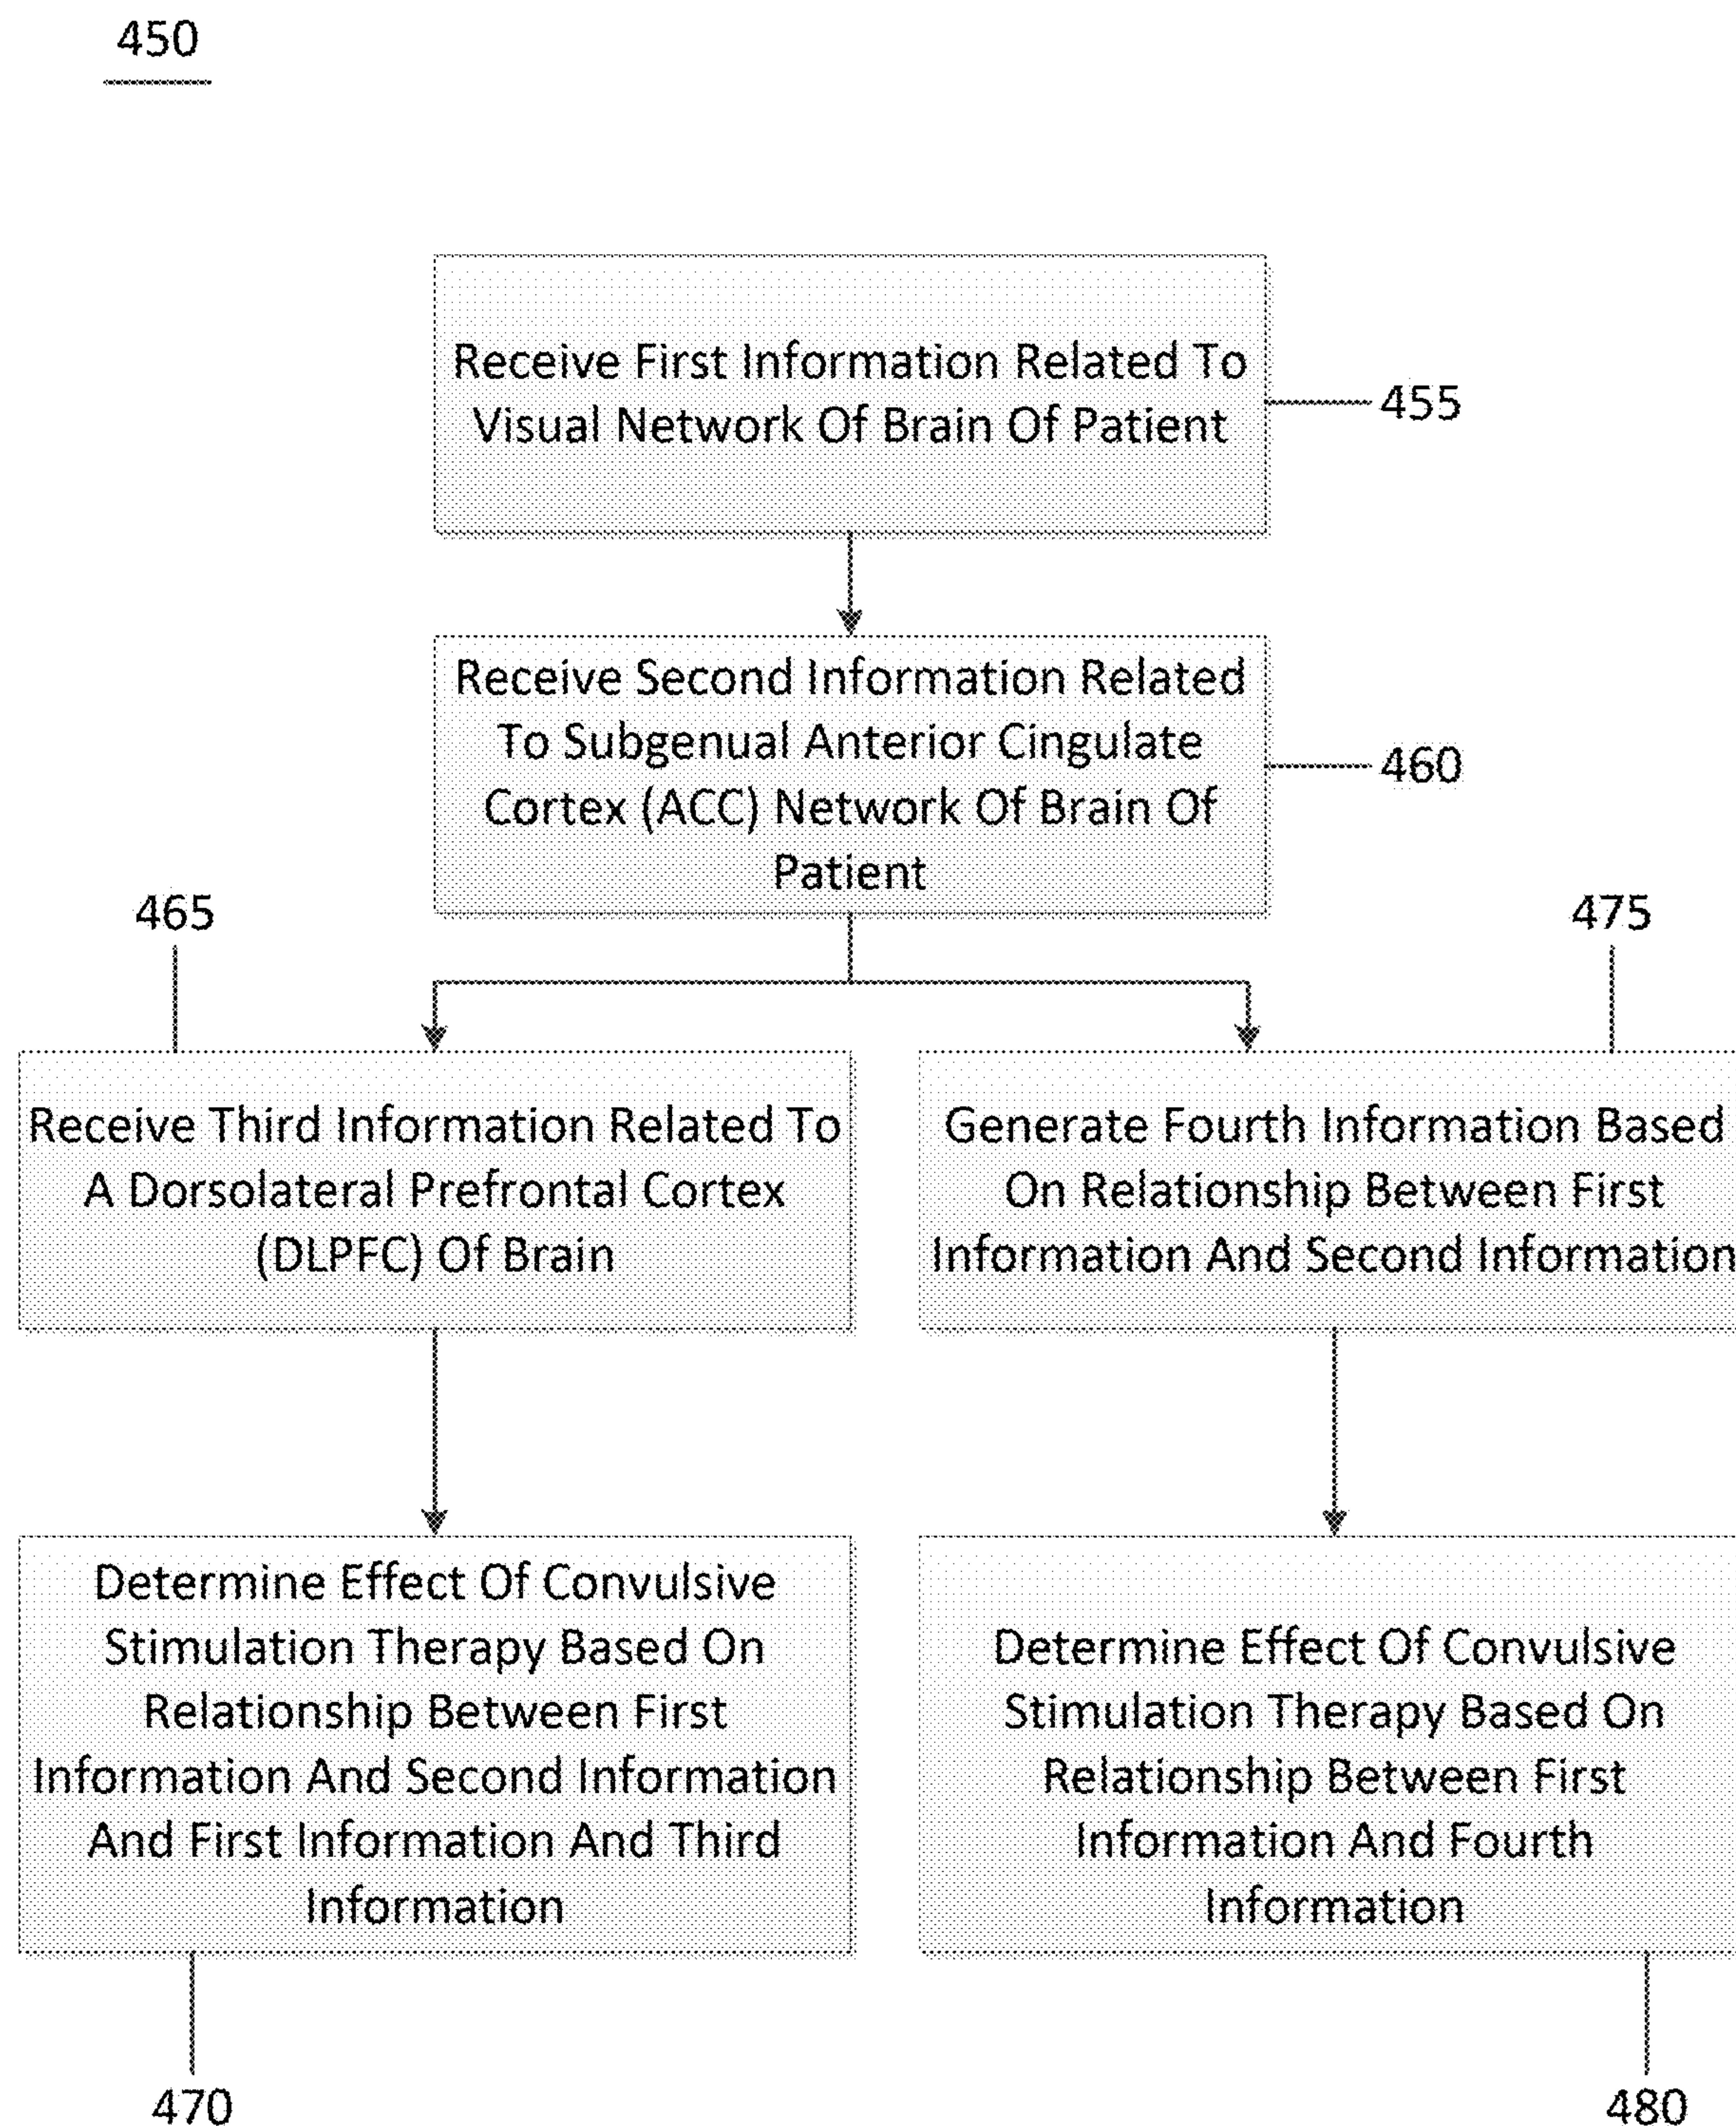 450
Receive First Information Related To
Visual Network Of Brain Of Patient
455
Receive Second Information Related
To Subgenual Anterior Cingulate
Cortex (ACC) Network Of Brain Of
Patient
460
465
475
Receive Third Information Related To
A Dorsolateral Prefrontal Cortex
(DLPFC) Of Brain
Generate Fourth Information Based
On Relationship Between First
Information And Second Information
Determine Effect Of Convulsive
Stimulation Therapy Based On
Relationship Between First
Information And Second Information
And First Information And Third
Information
Determine Effect Of Convulsive
Stimulation Therapy Based On
Relationship Between First
Information And Fourth
Information
470
480